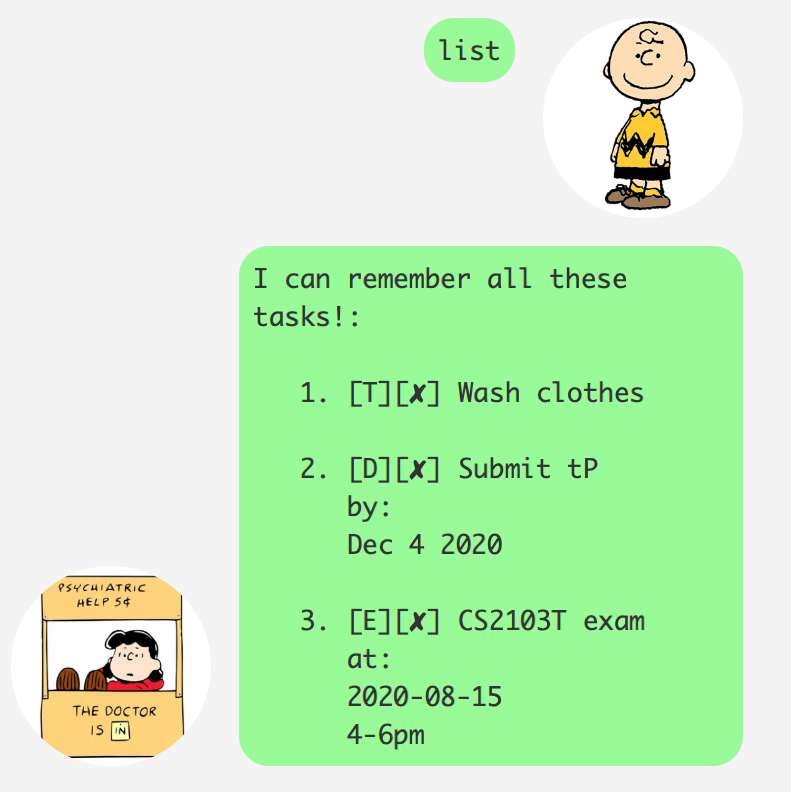 list
I can remember all these
tasks!:
1. [T][✘] Wash clothes
2. [D][✘] Submit tP
by:
Dec 4 2020
3. [E][✘] CS2103T exam
at:
2020-08-15
4-6pm
PSYCHIATRIC
HELP 5¢
THE DOCTOR
IS IN